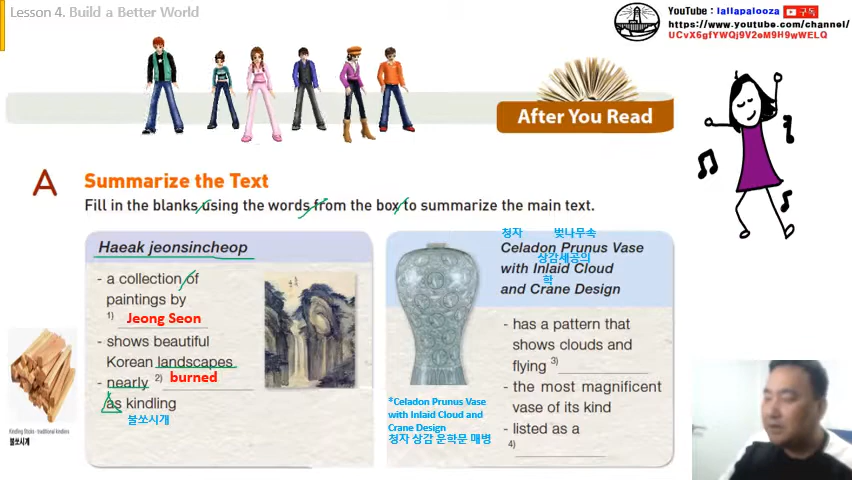 Lesson 4. Build a Better World
YouTube : lallapalooza 구독
https://www.youtube.com/channel/
UCvX6gfYWQj9V2eM9H9wWELQ
After You Read
A Summarize the Text
Fill in the blanks using the words from the box to summarize the main text.
Haeak jeonsincheop
- a collection of
paintings by
1) Jeong Seon
- shows beautiful
Korean landscapes
- nearly 2) burned
as kindling
불쏘시개
Kindling Sticks - traditional kindlers
불쏘시개
청자 벚나무속
Celadon Prunus Vase
상감세공의
with Inlaid Cloud
학
and Crane Design
- has a pattern that
shows clouds and
flying 3)
- the most magnificent
vase of its kind
- listed as a
4)
*Celadon Prunus Vase
with Inlaid Cloud and
Crane Design
청자 상감 운학문 매병